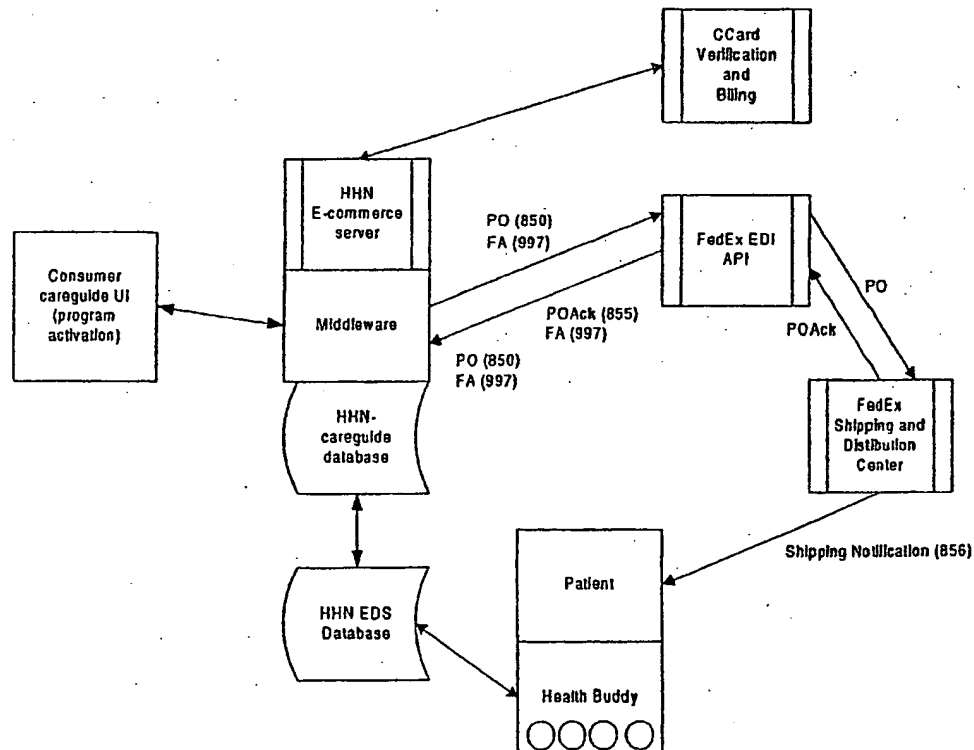 CCard
Verification
and
Billing
HHN
E-commerce
server
PO (850)
FA (997)
FedEx EDI
API
Consumer
careguide UI
(program
activation)
Middleware
PO
POAck (855)
FA (997)
POAck
PO (850)
FA (997)
HHN-
careguide
database
FedEx
Shipping and
Distibution
Center
Shipping Notification (856)
Patient
HHN EDS
Database
Health Buddy